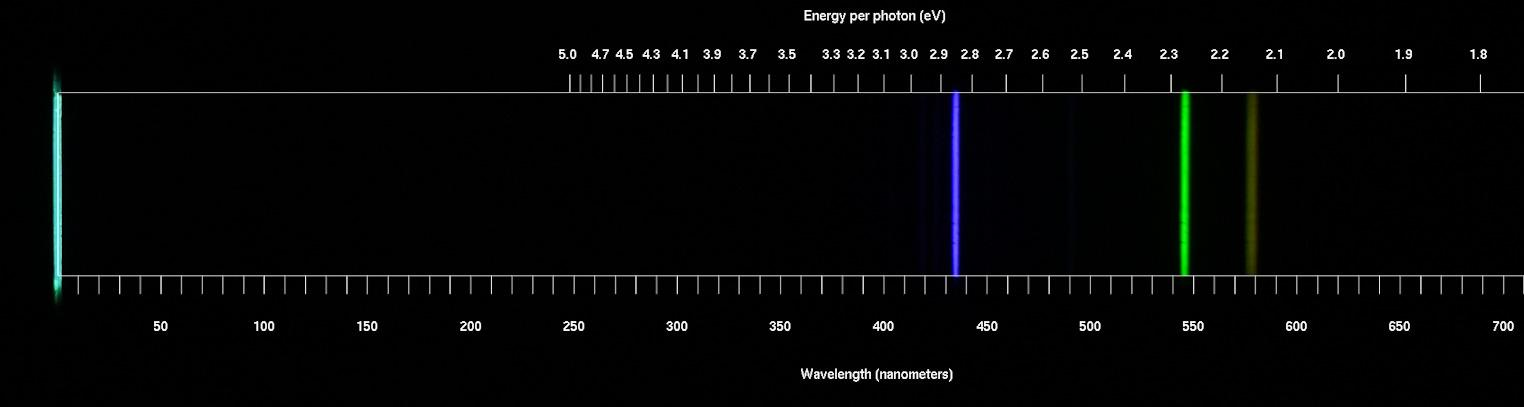 Energy per photon (eV)
5.0 4.7 4.5 4.3 4.1 3.9 3.7 3.5 3.3 3.2 3.1 3.0 2.9 2.8 2.7 2.6 2.5 2.4 2.3 2.2 2.1 2.0 1.9 1.8
50 100 150 200 250 300 350 400 450 500 550 600 650 700
Wavelength (nanometers)